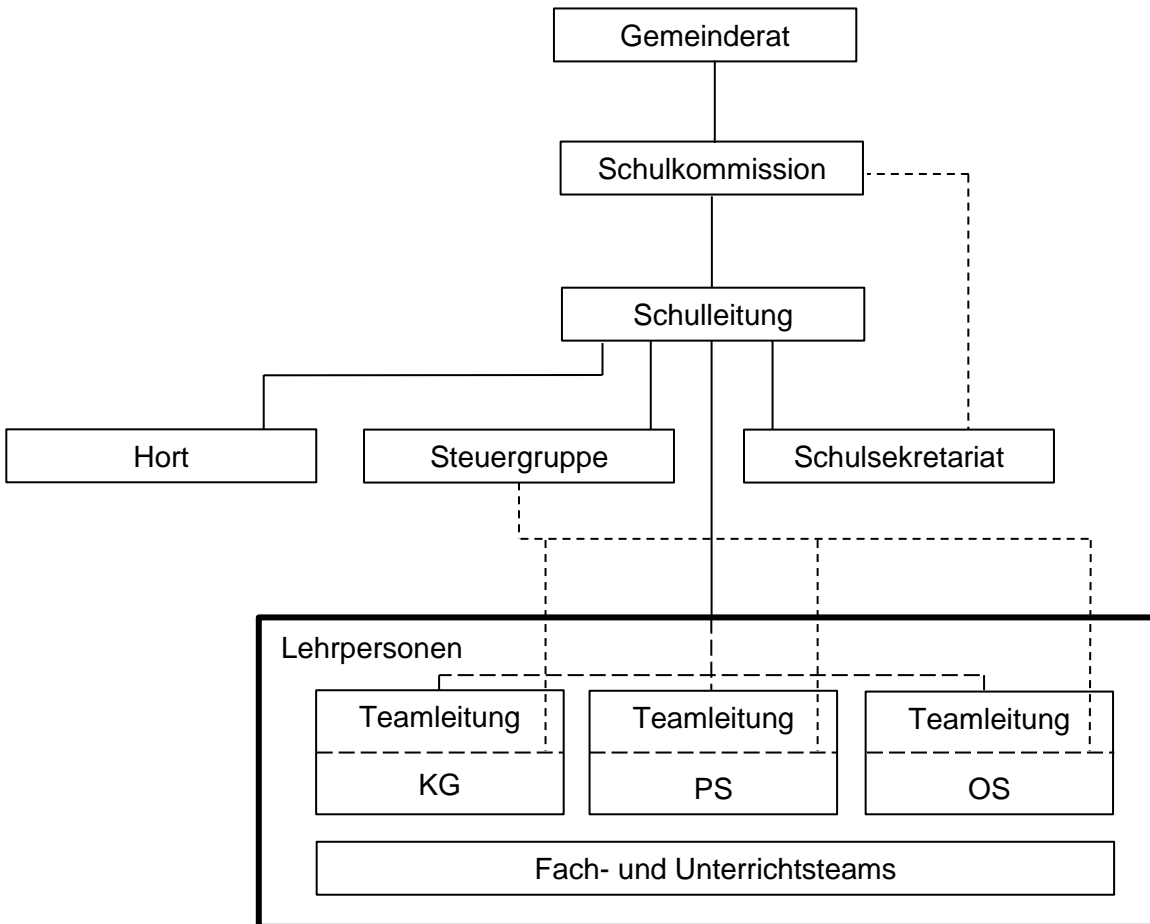 Gemeinderat
Schulkommission
Schulleitung
Hort
Steuergruppe
Schulsekretariat
Lehrpersonen
Teamleitung
Teamleitung
Teamleitung
KG
PS
OS
Fach- und Unterrichtsteams